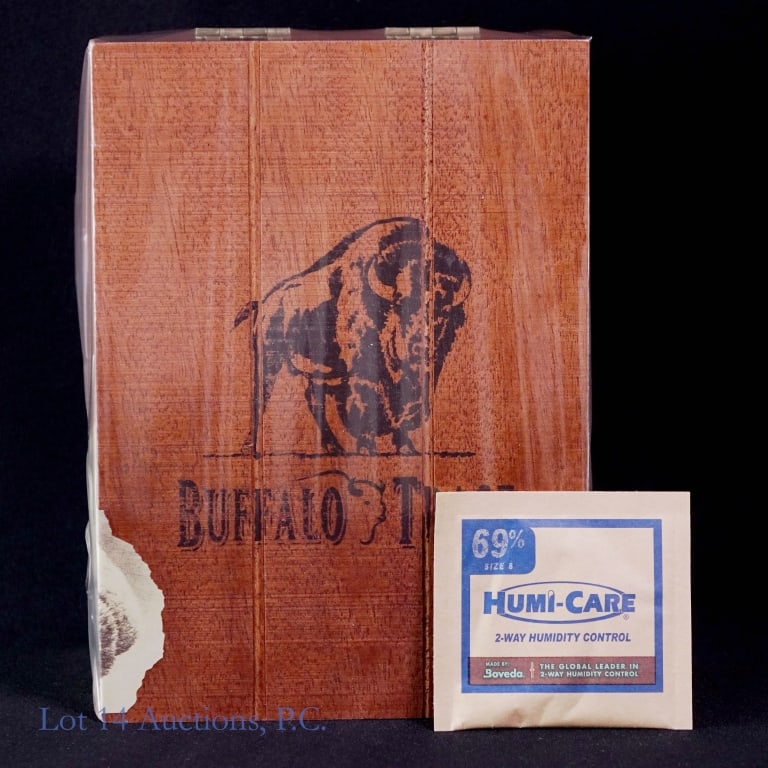 BUFFALO
69%
SIZE 8
HUMI-CARE®
2-WAY HUMIDITY CONTROL
MADE BY:
Boveda.
THE GLOBAL LEADER IN
2-WAY HUMIDITY CONTROL
Lot 14 Auctions, P.C.